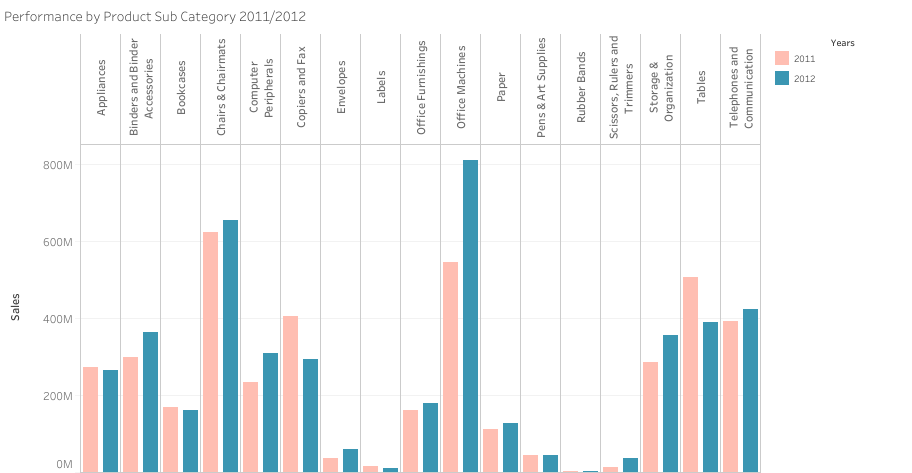 Performance by Product Sub Category 2011/2012
Appliances
Binders and Binder
Accessories
Bookcases
Chairs & Chairmats
Computer
Peripherals
Copiers and Fax
Envelopes
Labels
Office Furnishings
Office Machines
Paper
Pens & Art Supplies
Rubber Bands
Scissors, Rulers and
Trimmers
Storage &
Organization
Tables
Telephones and
Communication
Years
2011
2012
800M
600M
400M
200M
0M
Sales